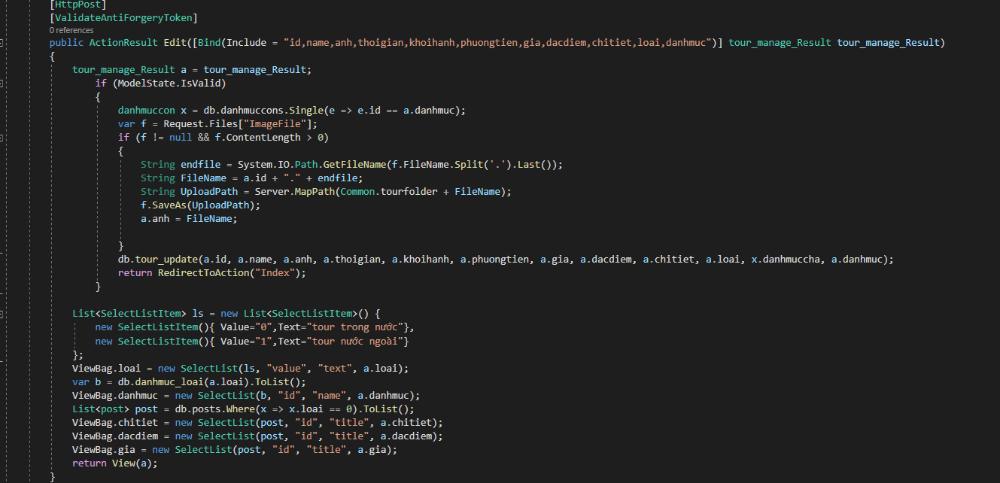 [HttpPost]
[ValidateAntiForgeryToken]
0 references
public ActionResult Edit([Bind(Include = "id,name,anh,thoigian,khoihanh,phuongtien,gia,dacdiem,chitiet,loai,danhmuc")] tour_manage_Result tour_manage_Result)
{
tour_manage_Result a = tour_manage_Result;
if (ModelState.IsValid)
{
danhmuccon x = db.danhmuccons.Single(e => e.id == a.danhmuc);
var f = Request.Files["ImageFile"];
if (f != null && f.ContentLength > 0)
{
String endfile = System.IO.Path.GetFileName(f.FileName.Split('.').Last());
String FileName = a.id + "." + endfile;
String UploadPath = Server.MapPath(Common.tourfolder + FileName);
f.SaveAs(UploadPath);
a.anh = FileName;
}
db.tour_update(a.id, a.name, a.anh, a.thoigian, a.khoihanh, a.phuongtien, a.gia, a.dacdiem, a.chitiet, a.loai, x.danhmuccha, a.danhmuc);
return RedirectToAction("Index");
}
List<SelectListItem> ls = new List<SelectListItem>() {
new SelectListItem(){ Value="0",Text="tour trong nước"},
new SelectListItem(){ Value="1",Text="tour nước ngoài"}
};
ViewBag.loai = new SelectList(ls, "value", "text", a.loai);
var b = db.danhmuc_loai(a.loai).ToList();
ViewBag.danhmuc = new SelectList(b, "id", "name", a.danhmuc);
List<post> post = db.posts.Where(x => x.loai == 0).ToList();
ViewBag.chitiet = new SelectList(post, "id", "title", a.chitiet);
ViewBag.dacdiem = new SelectList(post, "id", "title", a.dacdiem);
ViewBag.gia = new SelectList(post, "id", "title", a.gia);
return View(a);
}